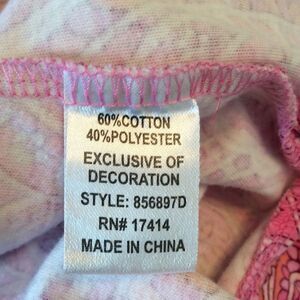 60%COTTON
40%POLYESTER
EXCLUSIVE OF
DECORATION
STYLE: 856897D
RN# 17414
MADE IN CHINA